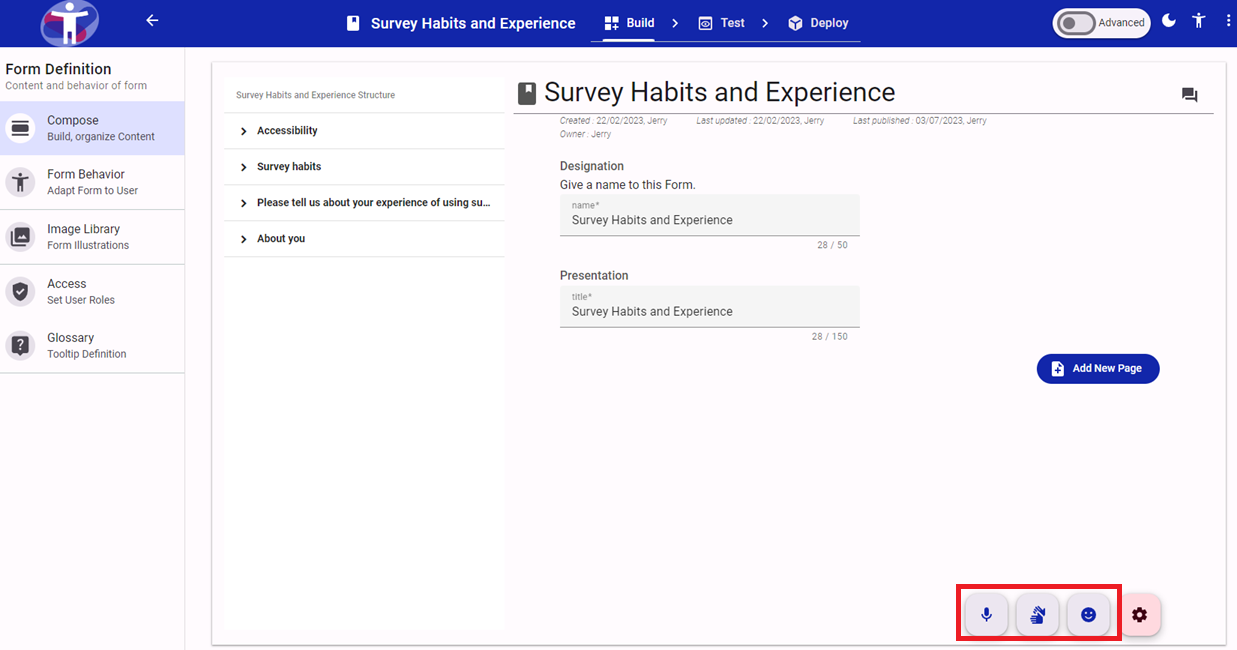 Survey Habits and Experience
Build
Test
Deploy
Advanced
Form Definition
Content and behavior of form
Compose
Build, organize Content
Form Behavior
Adapt Form to User
Image Library
Form Illustrations
Access
Set User Roles
Glossary
Tooltip Definition
Survey Habits and Experience Structure
Accessibility
Survey habits
Please tell us about your experience of using su...
About you
Survey Habits and Experience
Created : 22/02/2023, Jerry Last updated : 22/02/2023, Jerry Last published : 03/07/2023, Jerry
Owner : Jerry
Designation
Give a name to this Form.
name*
Survey Habits and Experience
28 / 50
Presentation
title*
Survey Habits and Experience
28 / 150
Add New Page